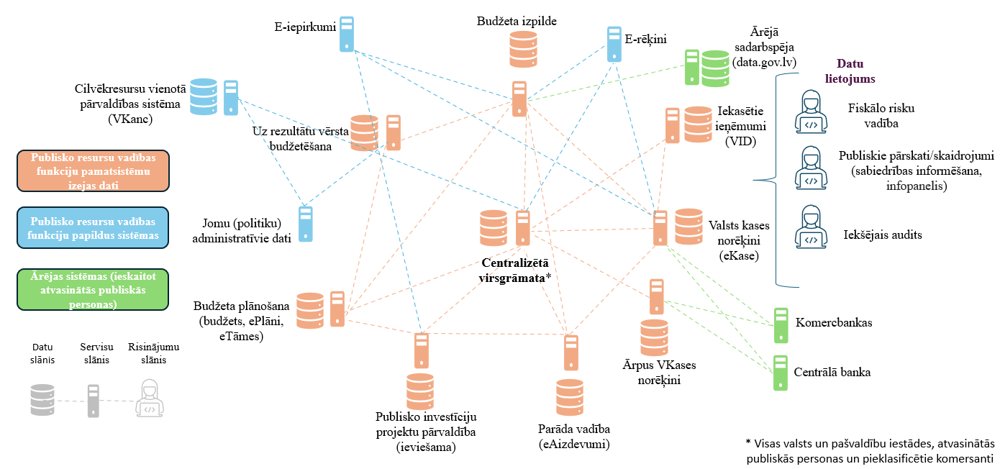 E-iepirkumi
Budžeta izpilde
E-rēķini
Ārējā
sadarbspēja
(data.gov.lv)
Datu
lietojums
Cilvēkresursu vienotā
pārvaldības sistēma
(VKanc)
Uz rezultātu vērsta
budžetēšana
Iekasētie
ieņēmumi
(VID)
Fiskālo risku
vadība
Publisko resursu vadības
funkciju pamatsistēmu
izejas dati
Publiskie pārskati/skaidrojumi
(sabiedrības informēšana,
infopanelis)
Publisko resursu vadības
funkciju papildus sistēmas
Jomu (politiku)
administratīvie dati
Centralizētā
virsgrāmata*
Valsts kases
norēķini
(eKase)
Iekšējais audits
Ārējas sistēmas (ieskaitot
atvasinātās publiskās
personas)
Budžeta plānošana
(budžets, ePlāni,
eTāmes)
Komercbankas
Datu
slānis
Servisu
slānis
Risinājumu
slānis
Ārpus VKases
norēķini
Centrālā banka
Publisko investīciju
projektu pārvaldība
(ieviešama)
Parāda vadība
(eAizdevumi)
* Visas valsts un pašvaldību iestādes, atvasinātās
publiskās personas un pieklasificētie komersanti